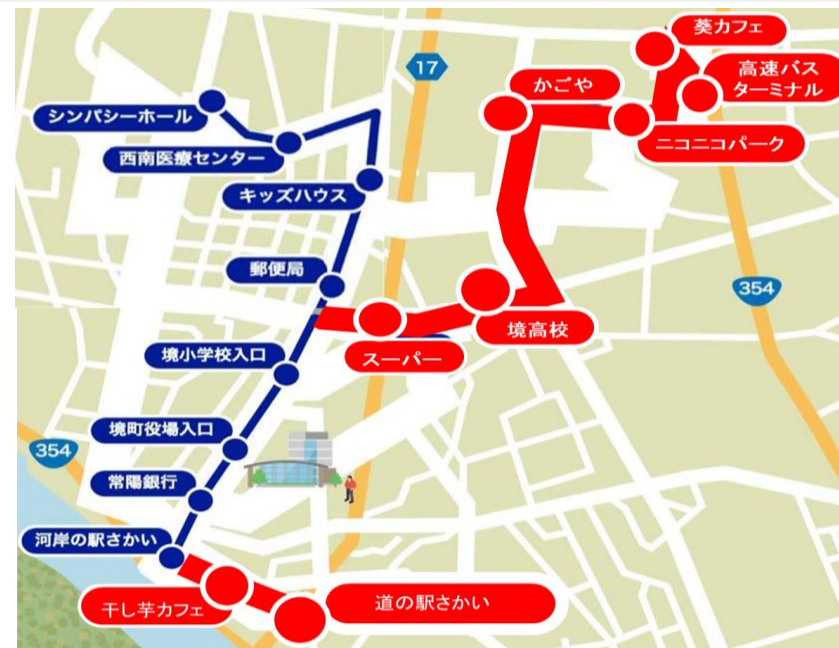 葵カフェ
高速バス
ターミナル
17
かごや
シンパシーホール
ニコニコパーク
西南医療センター
キッズハウス
郵便局
354
境高校
スーパー
境小学校入口
境町役場入口
354
常陽銀行
河岸の駅さかい
干し芋カフェ
道の駅さかい